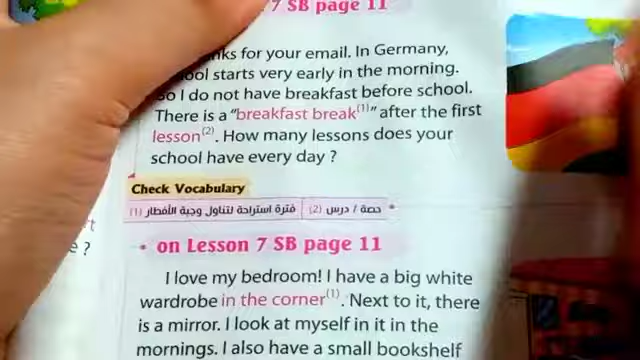 7 SB page 11
for your email. In Germany,
starts very early in the morning.
So I do not have breakfast before school.
There is a "breakfast break(1)" after the first
lesson(2). How many lessons does your
school have every day ?
Check Vocabulary
(1) فترة استراحة لتناول وجبة الأفطار (2) حصة / درس
• on Lesson 7 SB page 11
I love my bedroom! I have a big white
wardrobe in the corner(1). Next to it, there
is a mirror. I look at myself in it in the
mornings. I also have a small bookshelf